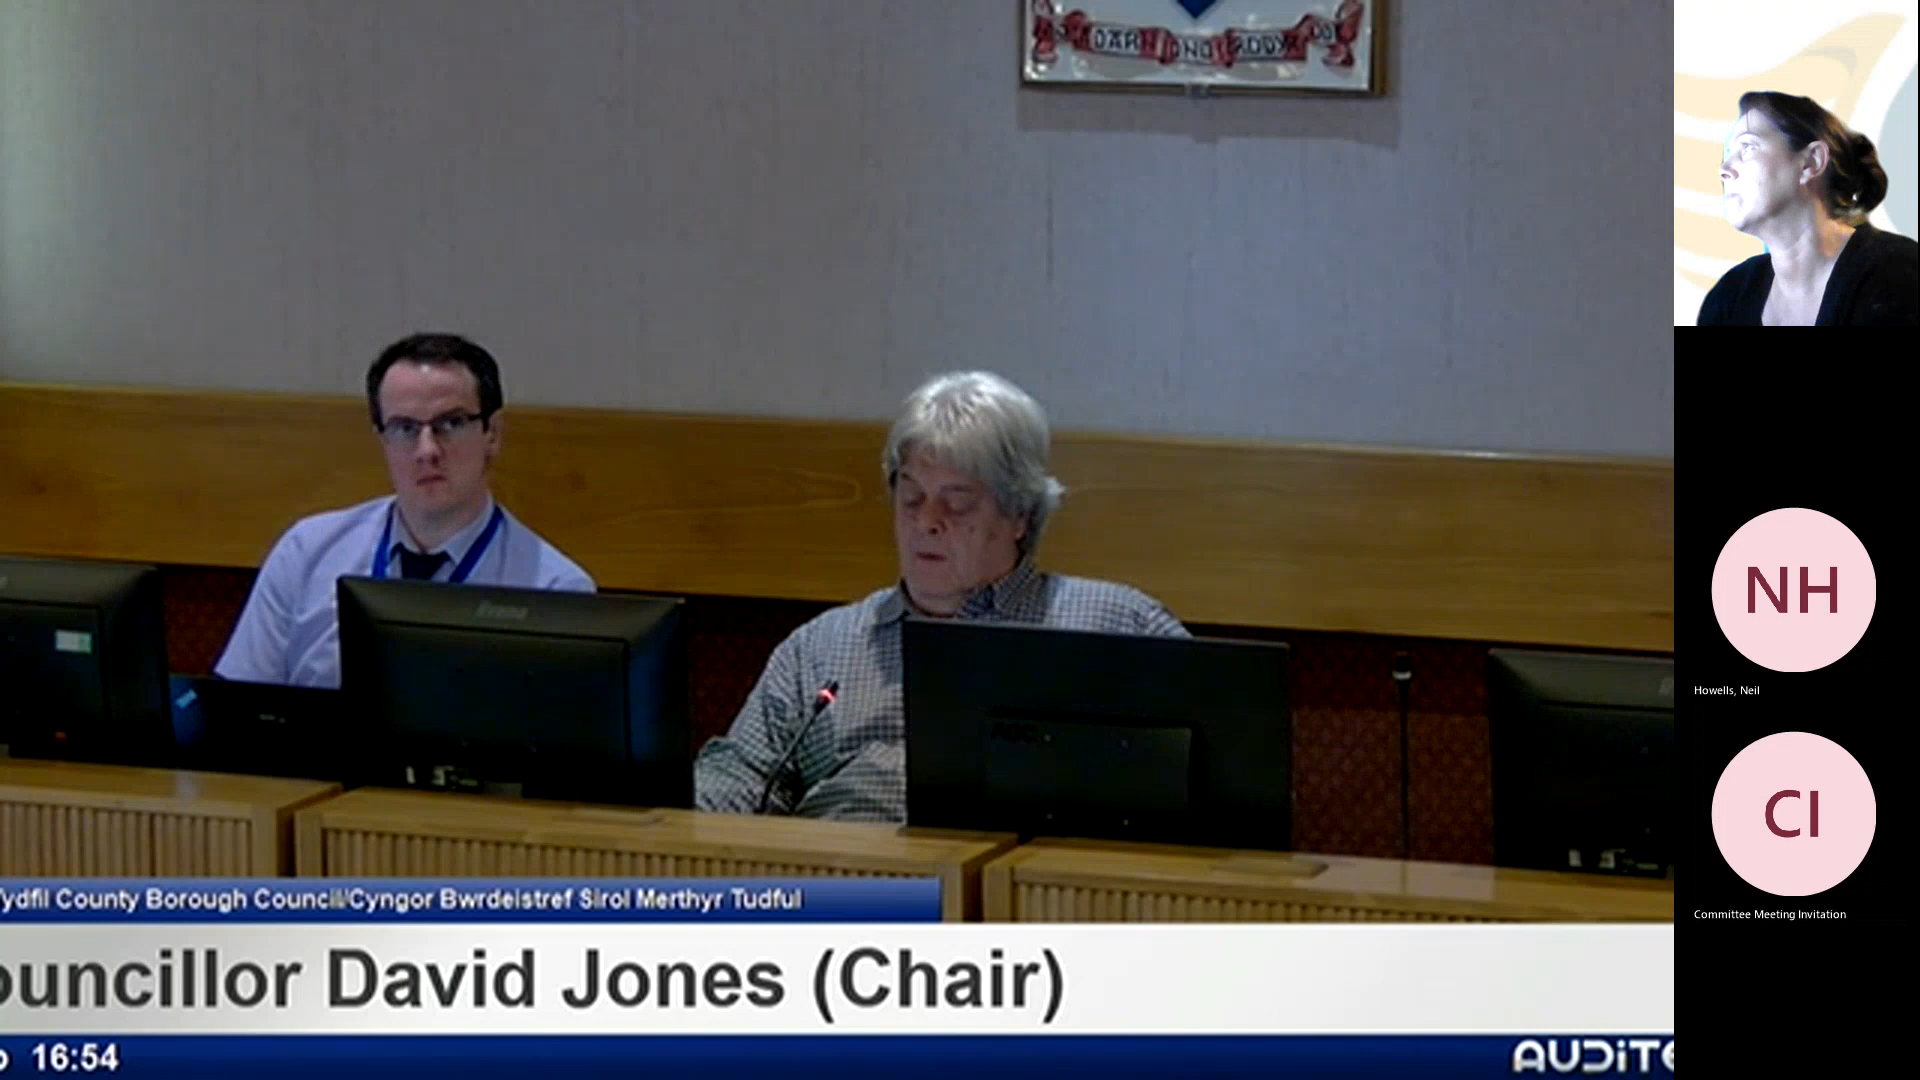 NH
Howells, Neil
CI
Committee Meeting Invitation
ydfil County Borough Council/Cyngor Bwrdeistref Sirol Merthyr Tudful
ouncillor David Jones (Chair)
16:54
AUDiTE